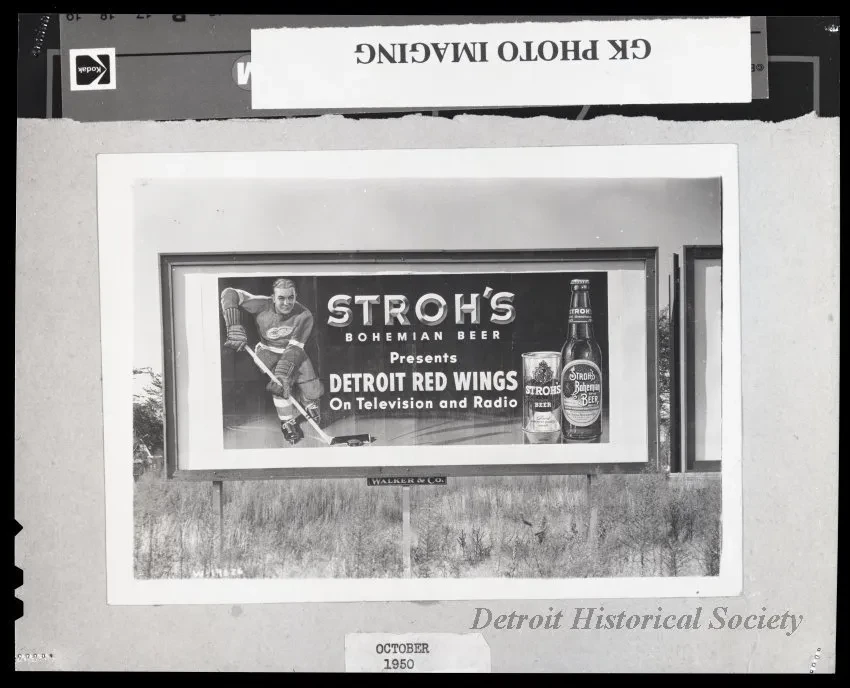 GK PHOTO IMAGING
Kodak
STROH'S
BOHEMIAN BEER
Presents
DETROIT RED WINGS
On Television and Radio
STROH'S
BEER
STROH'S
STROH'S
Bohemian
BEER
WALKER & CO.
Detroit Historical Society
OCTOBER
1950